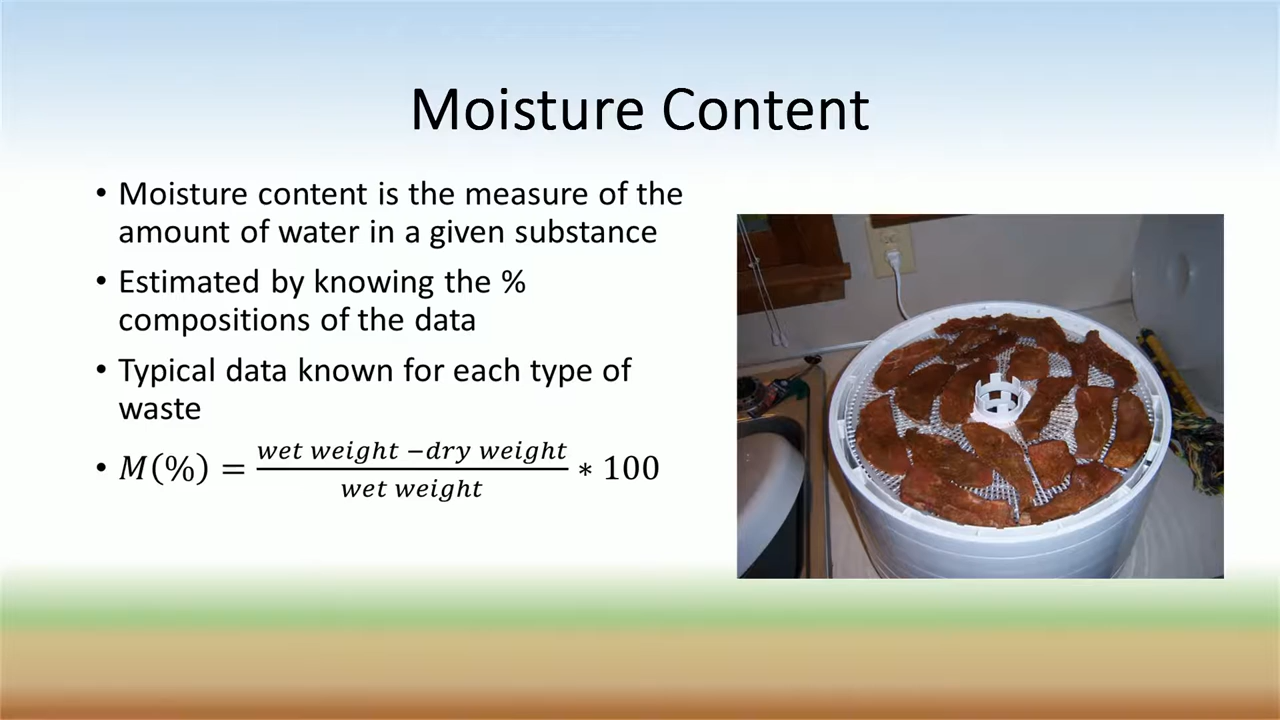 Moisture Content
• Moisture content is the measure of the
amount of water in a given substance
• Estimated by knowing the %
compositions of the data
• Typical data known for each type of
waste
• M(%) = \frac{wet weight −dry weight}{wet weight} ∗ 100